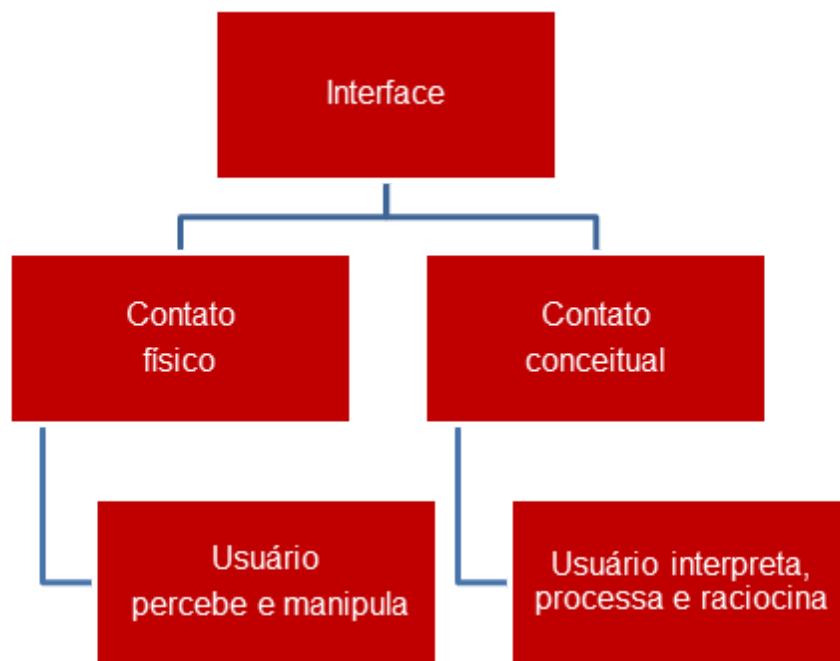 Interface
Contato
físico
Contato
conceitual
Usuário
percebe e manipula
Usuário interpreta,
processa e raciocina